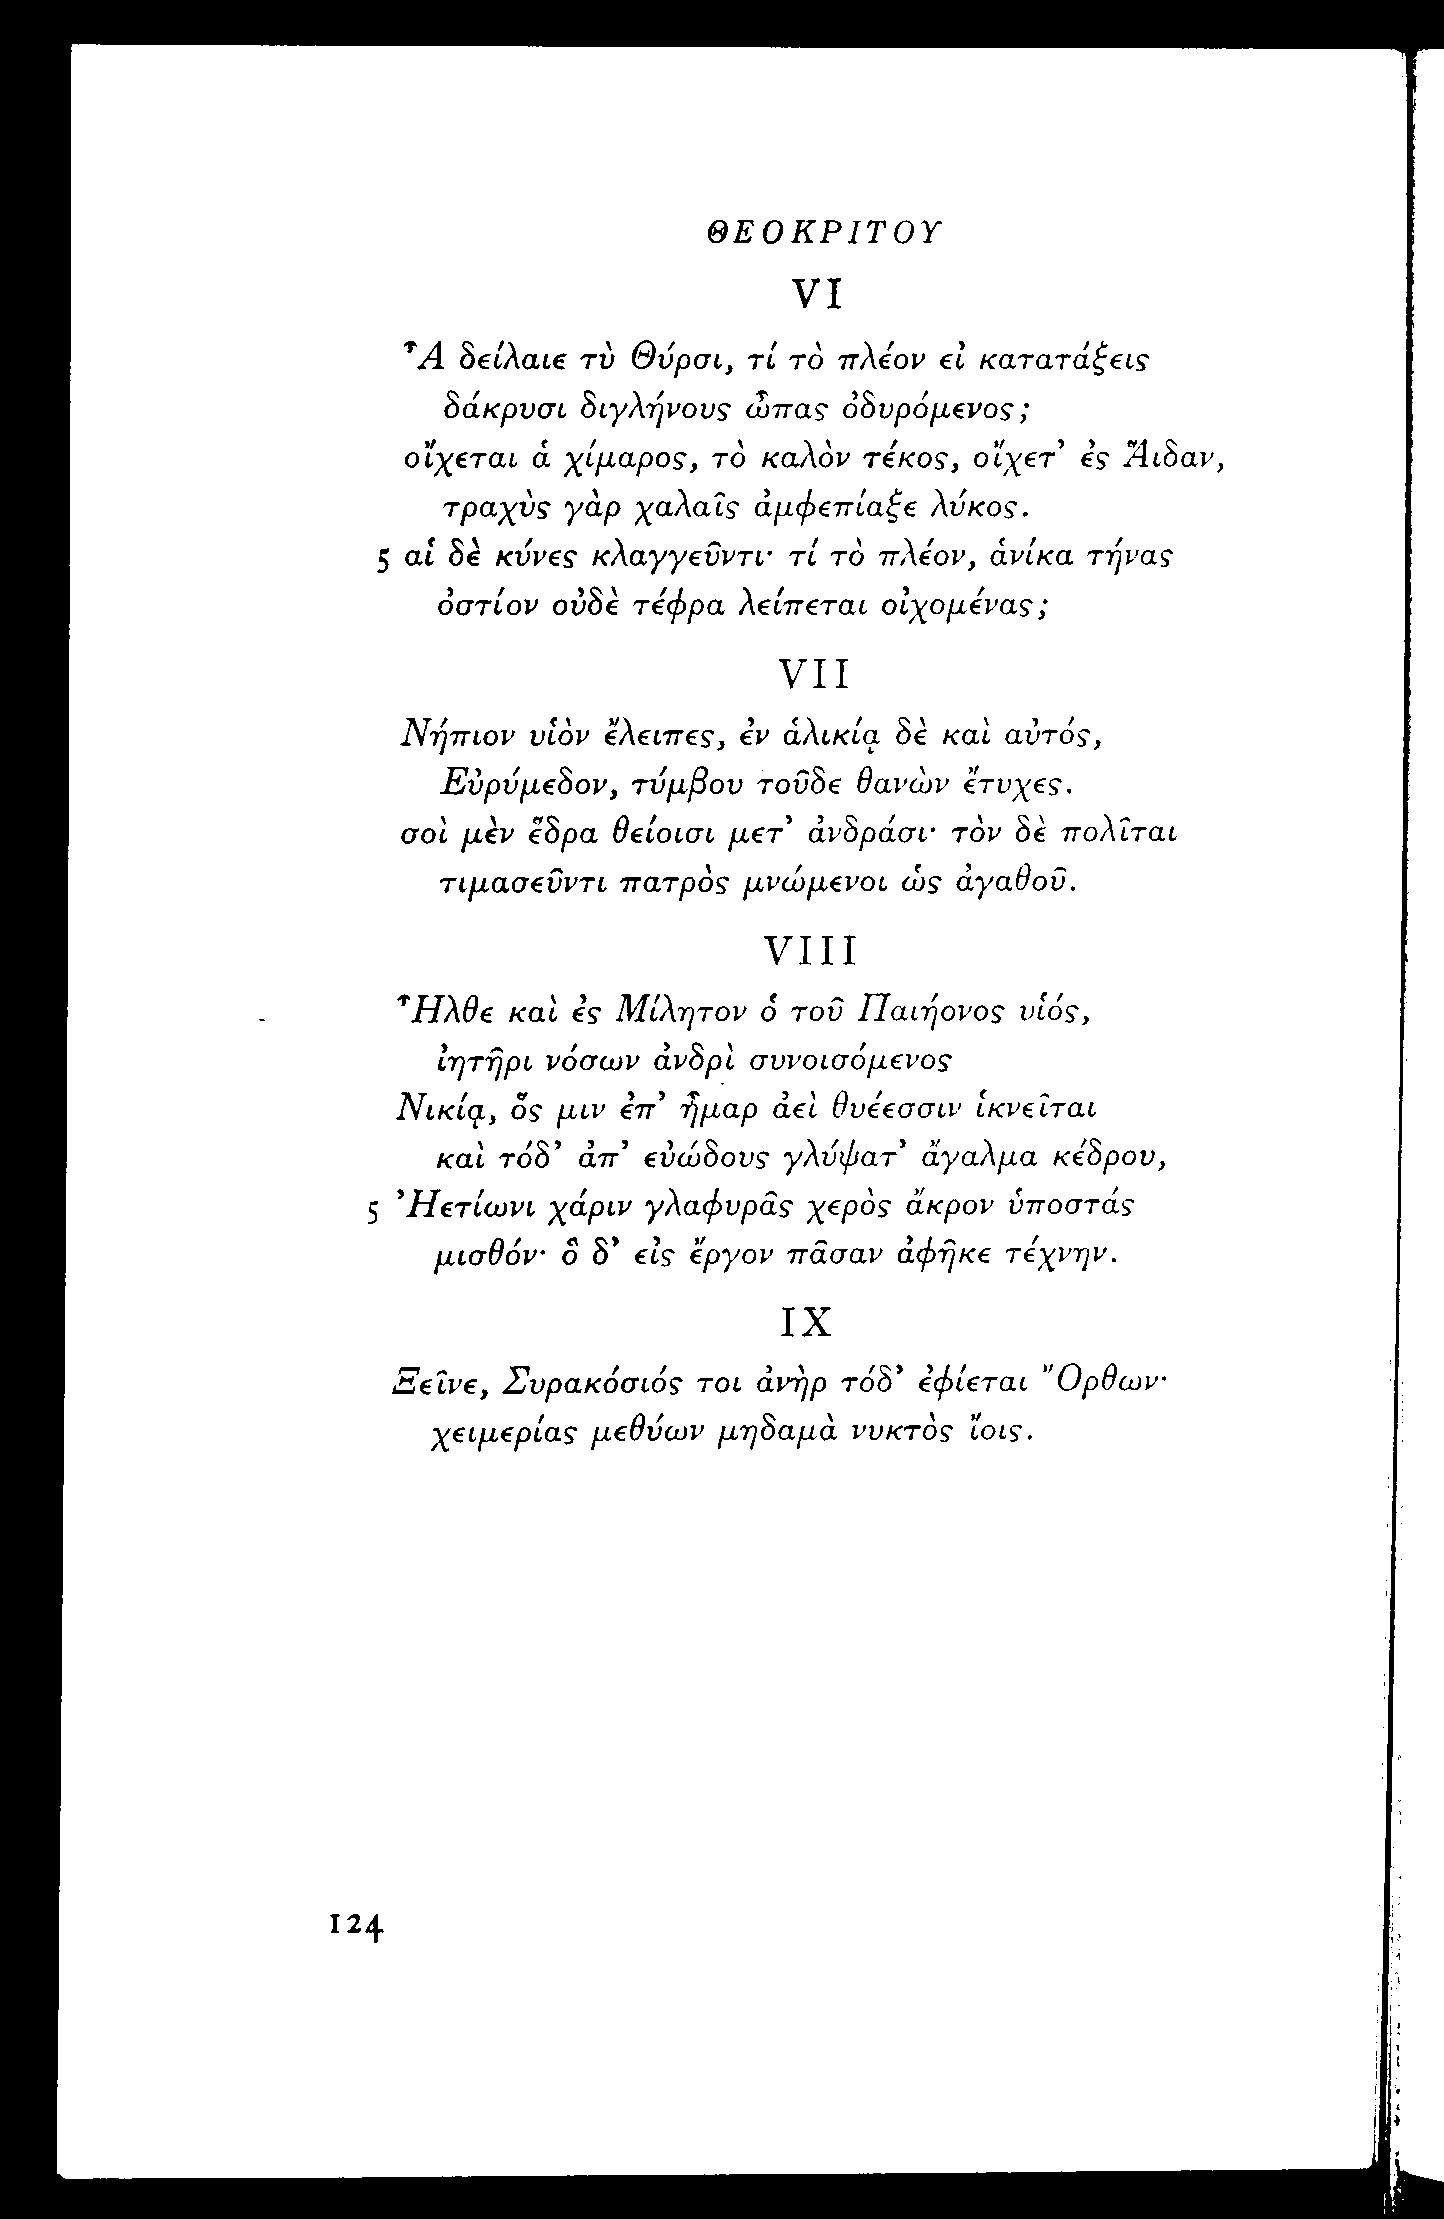 ΘΕΟΚΡΙΤΟΥ
VI
Ἆ δείλαιε τὺ Θύρσι, τί τὸ πλέον εἰ κατατάξεις
δάκρυσι διγλήνους ὦπας ὀδυρόμενος;
οἴχεται ἁ χίμαρος, τὸ καλὸν τέκος, οἴχετ’ ἐς Ἅιδαν,
τραχὺς γὰρ χαλαῖς ἀμφεπίαξε λύκος.
5 αἱ δὲ κύνες κλαγγεῦντι· τί τὸ πλέον, ἁνίκα τήνας
ὀστίον οὐδὲ τέφρα λείπεται οἰχομένας;
VII
Νήπιον υἱὸν ἔλειπες, ἐν ἁλικίᾳ δὲ καὶ αὐτός,
Εὐρύμεδον, τύμβου τοῦδε θανὼν ἔτυχες.
σοὶ μὲν ἕδρα θείοισι μετ’ ἀνδράσι· τὸν δὲ πολῖται
τιμασεῦντι πατρὸς μνώμενοι ὡς ἀγαθοῦ.
VIII
Ἦλθε καὶ ἐς Μίλητον ὁ τοῦ Παιήονος υἱός,
ἰητῆρι νόσων ἀνδρὶ συνοισόμενος
Νικίᾳ, ὅς μιν ἐπ’ ἦμαρ ἀεὶ θυέεσσιν ἱκνεῖται
καὶ τόδ’ ἀπ’ εὐώδους γλύψατ’ ἄγαλμα κέδρου,
5 Ἠετίωνι χάριν γλαφυρᾶς χερὸς ἄκρον ὑποστάς
μισθόν· ὃ δ’ εἰς ἔργον πᾶσαν ἀφῆκε τέχνην.
IX
Ξεῖνε, Συρακόσιός τοι ἀνὴρ τόδ’ ἐφίεται Ὄρθων·
χειμερίας μεθύων μηδαμὰ νυκτὸς ἴοις.
124